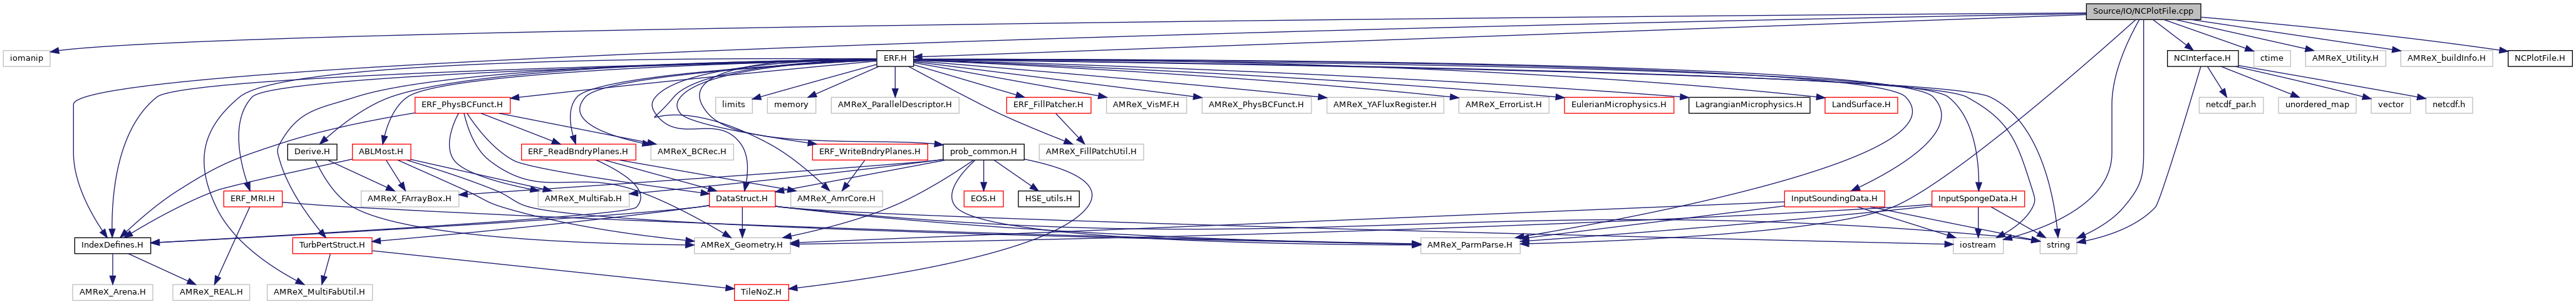 Source/IO/NCPlotFile.cpp
iomanip
ERF.H
NCInterface.H
ctime
AMReX_Utility.H
AMReX_buildInfo.H
NCPlotFile.H
ERF_PhysBCFunct.H
limits
memory
AMReX_ParallelDescriptor.H
ERF_FillPatcher.H
AMReX_VisMF.H
AMReX_PhysBCFunct.H
AMReX_YAFluxRegister.H
AMReX_ErrorList.H
EulerianMicrophysics.H
LagrangianMicrophysics.H
LandSurface.H
netcdf_par.h
unordered_map
vector
netcdf.h
Derive.H
ABLMost.H
ERF_ReadBndryPlanes.H
AMReX_BCRec.H
ERF_WriteBndryPlanes.H
prob_common.H
AMReX_FillPatchUtil.H
ERF_MRI.H
AMReX_FArrayBox.H
AMReX_MultiFab.H
DataStruct.H
AMReX_AmrCore.H
EOS.H
HSE_utils.H
InputSoundingData.H
InputSpongeData.H
IndexDefines.H
TurbPertStruct.H
AMReX_Geometry.H
AMReX_ParmParse.H
iostream
string
AMReX_Arena.H
AMReX_REAL.H
AMReX_MultiFabUtil.H
TileNoZ.H